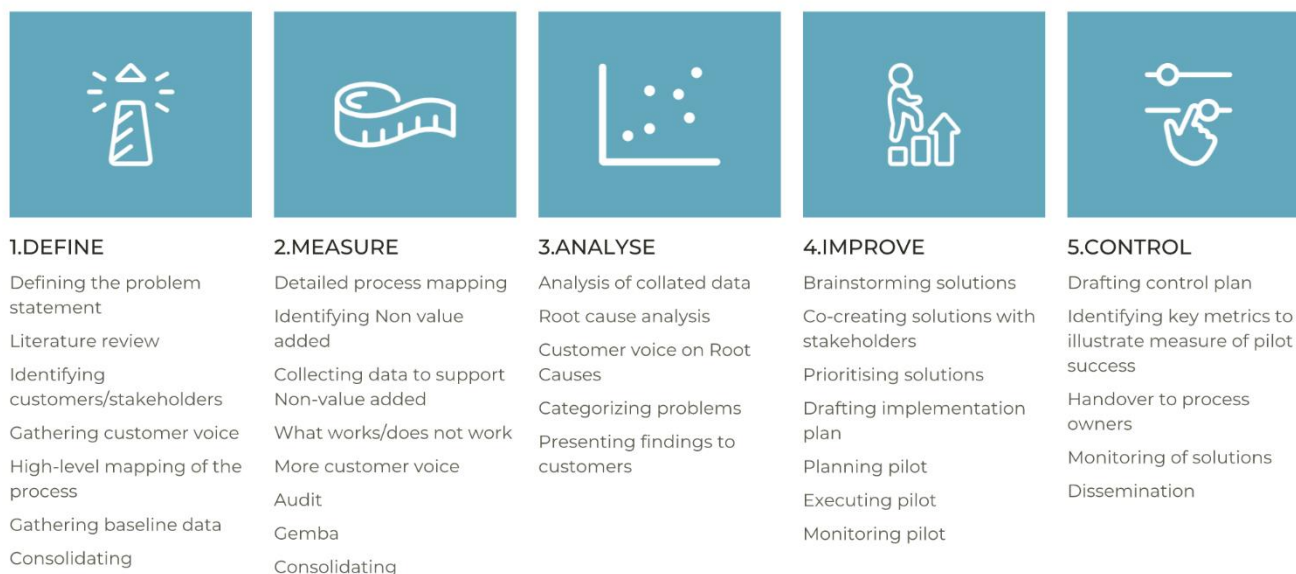 1.DEFINE
Defining the problem
statement
Literature review
Identifying
customers/stakeholders
Gathering customer voice
High-level mapping of the
process
Gathering baseline data
Consolidating
2.MEASURE
Detailed process mapping
Identifying Non value
added
Collecting data to support
Non-value added
What works/does not work
More customer voice
Audit
Gemba
Consolidating
3.ANALYSE
Analysis of collated data
Root cause analysis
Customer voice on Root
Causes
Categorizing problems
Presenting findings to
customers
4.IMPROVE
Brainstorming solutions
Co-creating solutions with
stakeholders
Prioritising solutions
Drafting implementation
plan
Planning pilot
Executing pilot
Monitoring pilot
5.CONTROL
Drafting control plan
Identifying key metrics to
illustrate measure of pilot
success
Handover to process
owners
Monitoring of solutions
Dissemination